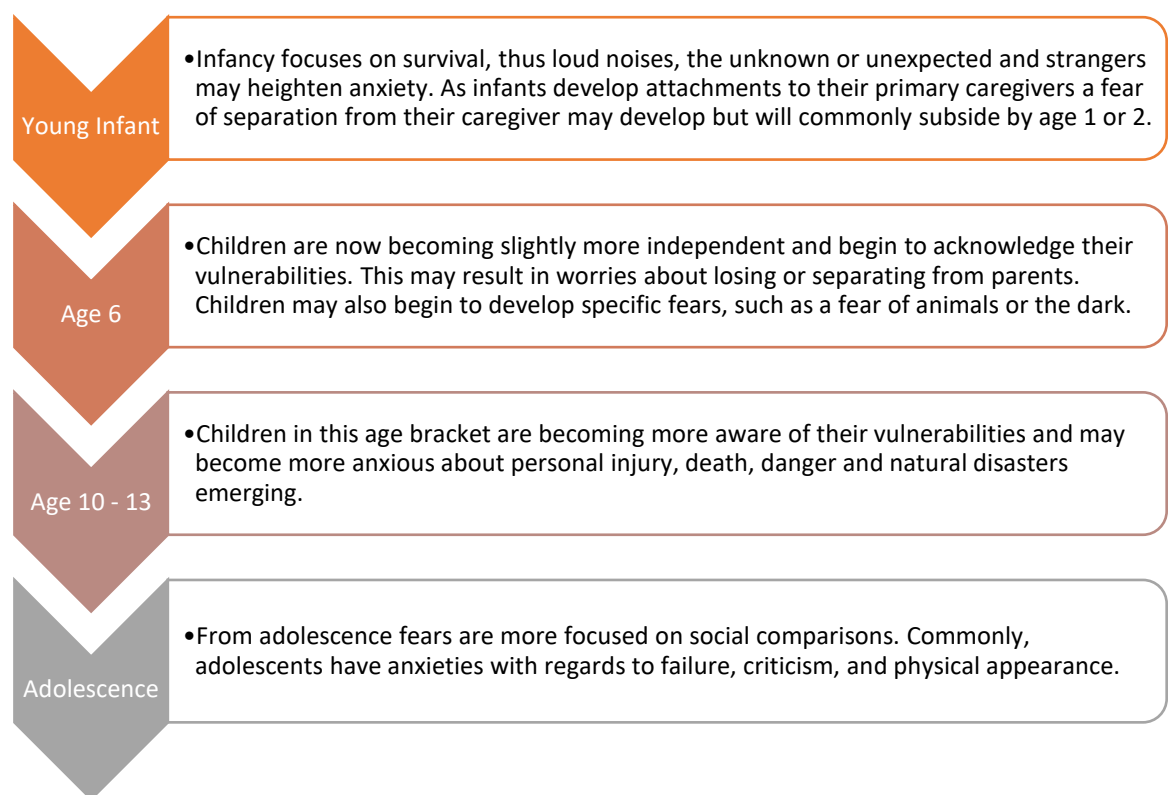 Young Infant
•Infancy focuses on survival, thus loud noises, the unknown or unexpected and strangers
may heighten anxiety. As infants develop attachments to their primary caregivers a fear
of separation from their caregiver may develop but will commonly subside by age 1 or 2.
Age 6
•Children are now becoming slightly more independent and begin to acknowledge their
vulnerabilities. This may result in worries about losing or separating from parents.
Children may also begin to develop specific fears, such as a fear of animals or the dark.
Age 10 - 13
•Children in this age bracket are becoming more aware of their vulnerabilities and may
become more anxious about personal injury, death, danger and natural disasters
emerging.
Adolescence
•From adolescence fears are more focused on social comparisons. Commonly,
adolescents have anxieties with regards to failure, criticism, and physical appearance.